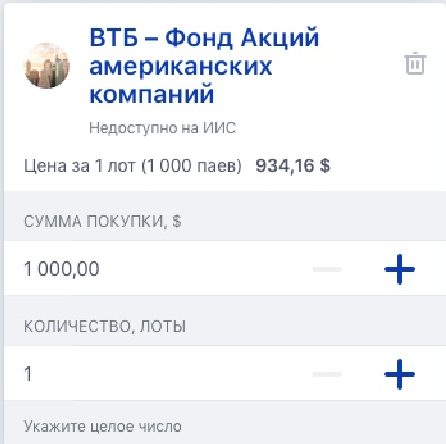 ВТБ – Фонд Акций
американских
компаний
Недоступно на ИИС
Цена за 1 лот (1 000 паев) 934,16 $
СУММА ПОКУПКИ, $
1 000,00
КОЛИЧЕСТВО, ЛОТЫ
1
Укажите целое число